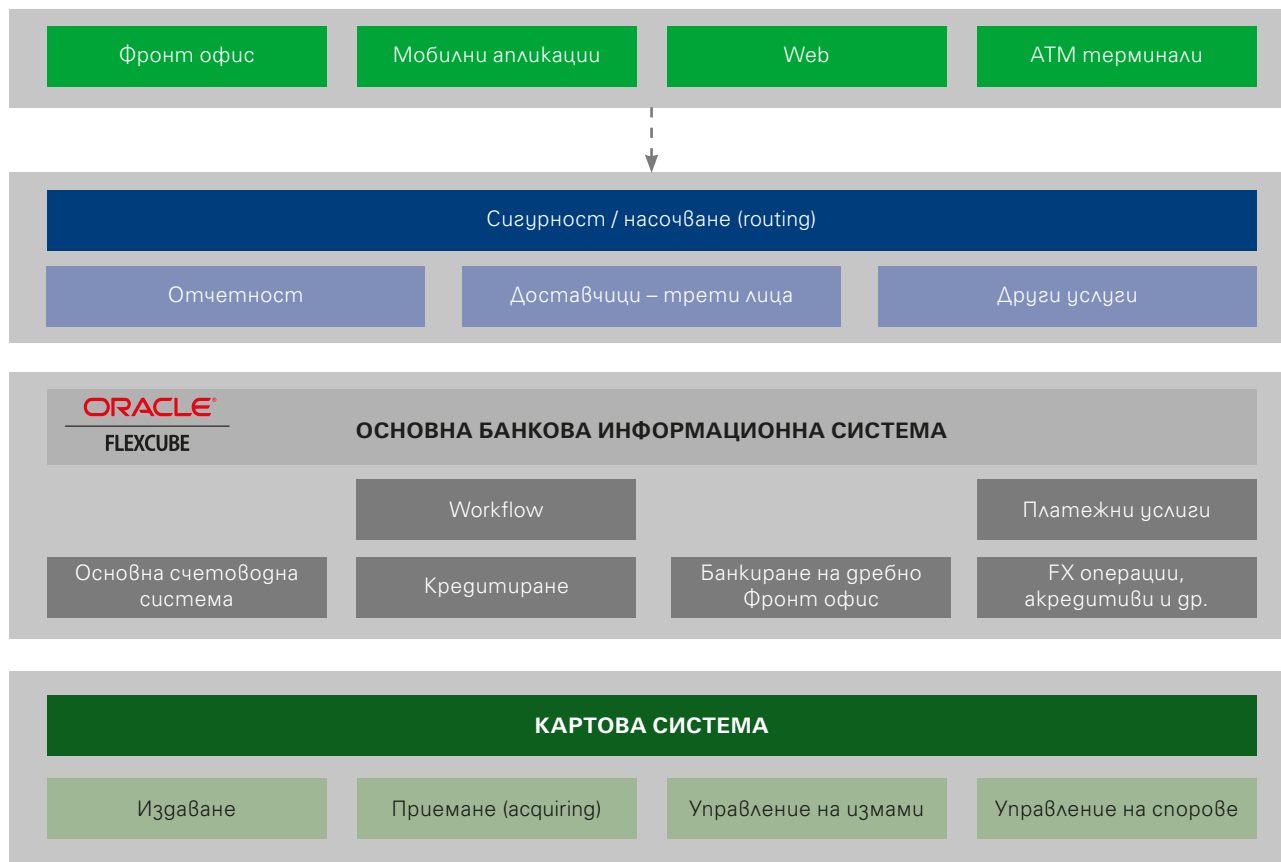 Фронт офис
Мобилни апликации
Web
ATM терминали
Сигурност / насочване (routing)
Отчетност
Доставчици – трети лица
Други услуги
ORACLE®
FLEXCUBE
ОСНОВНА БАНКОВА ИНФОРМАЦИОННА СИСТЕМА
Workflow
Платежни услиги
Основна счетоводна
система
Кредитиране
Банкиране на дребно
Фронт офис
FX операции,
акредитиви и др.
КАРТОВА СИСТЕМА
Издаване
Приемане (acquiring)
Управление на измами
Управление на спорове